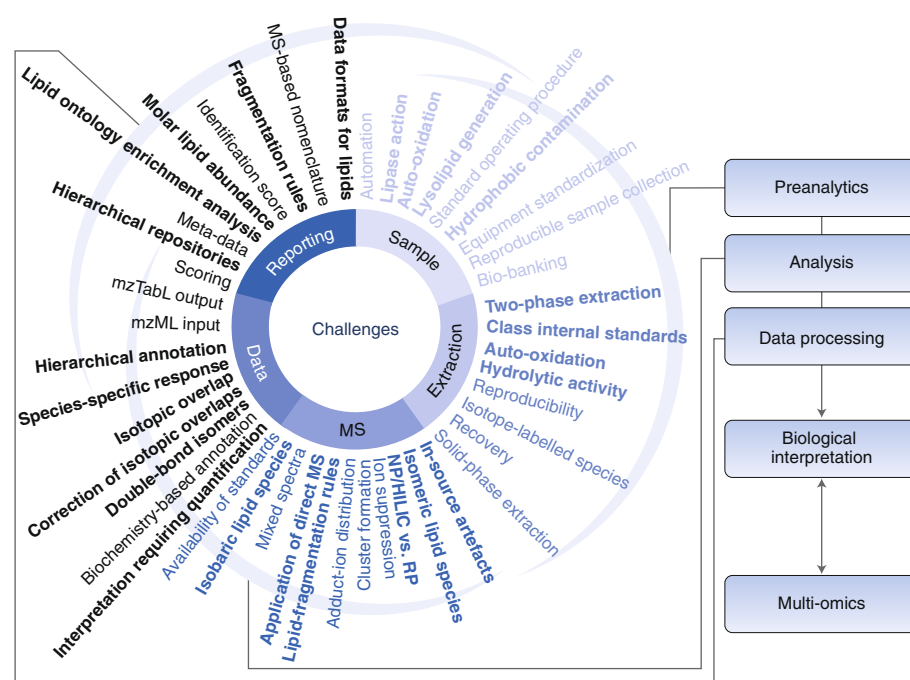 Data formats for lipids
MS-based nomenclature
Fragmentation rules
Identification score
Molar lipid abundance
Lipid ontology enrichment analysis
Meta-data
Hierarchical repositories
Scoring
mzTabL output
mzML input
Hierarchical annotation
Species-specific response
Isotopic overlap
Correction of isotopic overlaps
Double-bond isomers
Biochemistry-based annotation
Interpretation requiring quantification
Availability of standards
Isobaric lipid species
Mixed spectra
Application of direct MS
Lipid-fragmentation rules
Adduct-ion distribution
Cluster formation
Ion suppression
NP/HILIC vs. RP
Isomeric lipid species
In-source artefacts
Solid-phase extraction
Recovery
Isotope-labelled species
Reproducibility
Hydrolytic activity
Auto-oxidation
Class internal standards
Two-phase extraction
Bio-banking
Reproducible sample collection
Equipment standardization
Hydrophobic contamination
Standard operating procedure
Lysolipid generation
Auto-oxidation
Lipase action
Automation
Reporting
Sample
Extraction
MS
Data
Challenges
Preanalytics
Analysis
Data processing
Biological
interpretation
Multi-omics